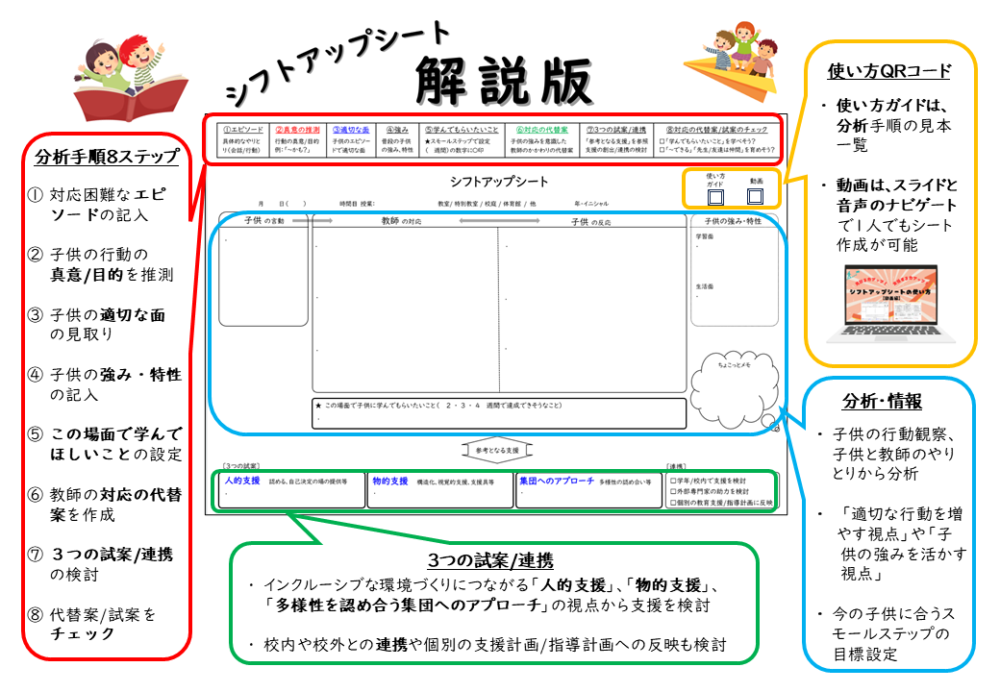 シフトアップシート
解説版
分析手順8ステップ
① 対応困難なエピ
ソードの記入
② 子供の行動の
真意/目的を推測
③ 子供の適切な面
の見取り
④ 子供の強み・特性
の記入
⑤ この場面で学んで
ほしいことの設定
⑥ 教師の対応の代替
案を作成
⑦ 3つの試案/連携
の検討
⑧ 代替案/試案を
チェック
①エピソード
具体的なやりと
り(会話/行動)
②真意の推測
行動の真意/目的
例:「～かも?」
③適切な面
子供のエピソー
ドで適切な面
④強み
普段の子供
の強み,特性
⑤学んでもらいたいこと
★スモールステップで設定
( 週間)の数字に○印
⑥対応の代替案
子供の強みを意識した
教師のかかわりの代替案
⑦3つの試案/連携
「参考となる支援」を参照
支援の創出/連携の検討
⑧対応の代替案/試案のチェック
□「学んでもらいたいこと」を学べそう?
□「～できる」「先生/友達は仲間」を育めそう?
シフトアップシート
使い方
ガイド
動画
月 日( ) 時間目 授業: 教室/ 特別教室 / 校庭 / 体育館 / 他 年・イニシャル
子供 の言動
教師 の対応
子供 の反応
子供の強み・特性
学習面
・
生活面
・
ちょこっとメモ
★ この場面で子供に学んでもらいたいこと( 2 ・ 3 ・ 4 週間で達成できそうなこと)
・
参考となる支援
[3つの試案]
[連携]
人的支援 認める,自己決定の場の提供等
・
物的支援 構造化,視覚的支援,支援具等
・
集団へのアプローチ 多様性の認め合い等
・
□学年/校内で支援を検討
□外部専門家の助力を検討
□個別の教育支援/指導計画に反映
使い方QRコード
・ 使い方ガイドは、
分析手順の見本
一覧
・ 動画は、スライドと
音声のナビゲート
で1人でもシート
作成が可能
シフトアップシートの使い方
分析・情報
・ 子供の行動観察、
子供と教師のやり
とりから分析
・ 「適切な行動を増
やす視点」や「子
供の強みを活かす
視点」
・ 今の子供に合うス
モールステップの
目標設定
3つの試案/連携
・ インクルーシブな環境づくりにつながる「人的支援」、「物的支援」、
「多様性を認め合う集団へのアプローチ」の視点から支援を検討
・ 校内や校外との連携や個別の支援計画/指導計画への反映も検討